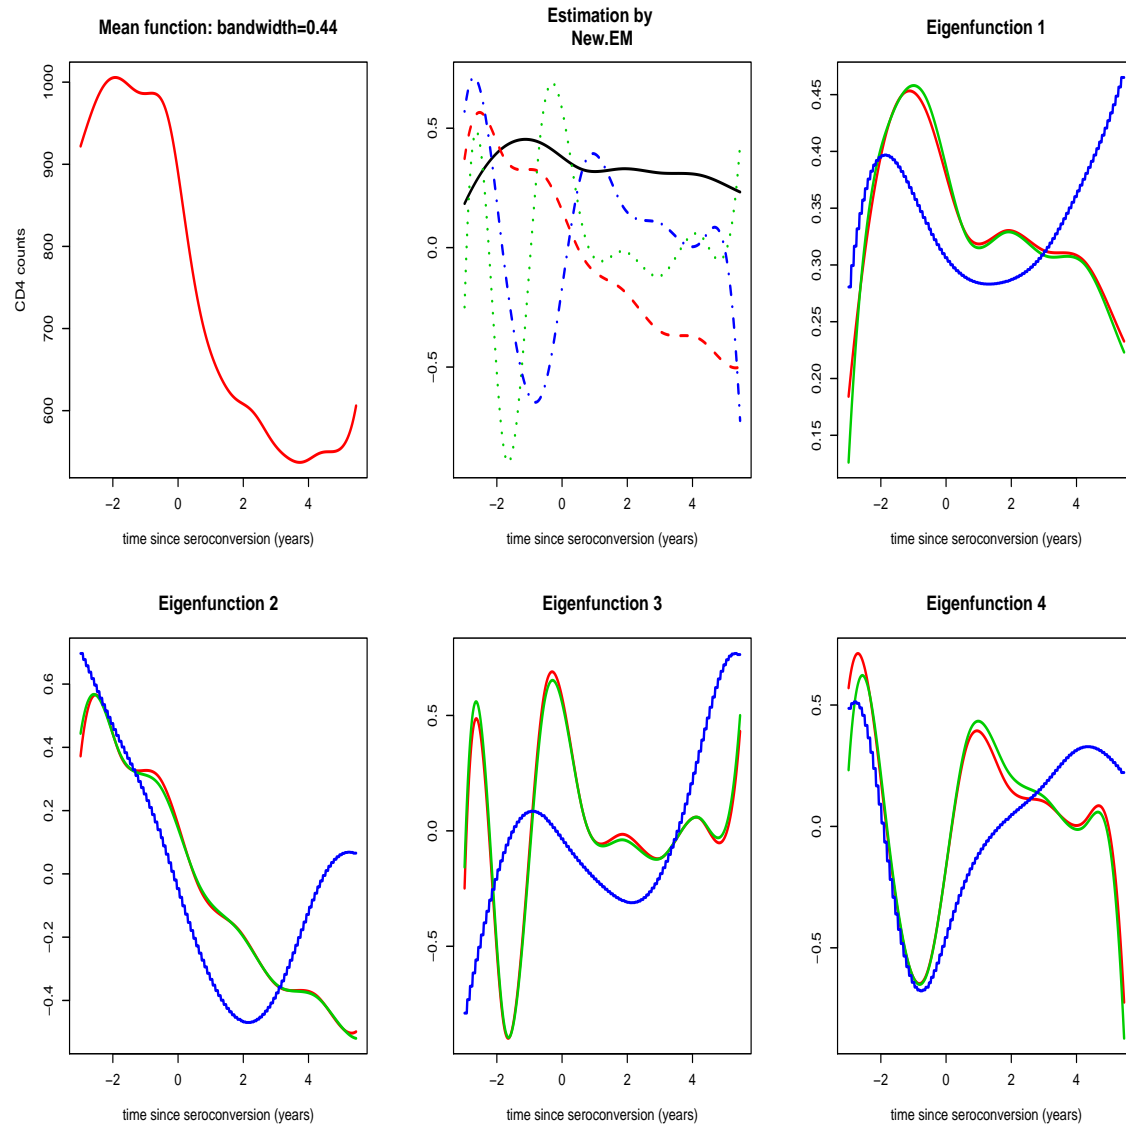 Mean function: bandwidth=0.44
CD4 counts
1000
900
800
700
600
−2 0 2 4
time since seroconversion (years)
Estimation by
New.EM
0.5
0.0
−0.5
−2 0 2 4
time since seroconversion (years)
Eigenfunction 1
0.45
0.40
0.35
0.30
0.25
0.20
0.15
−2 0 2 4
time since seroconversion (years)
Eigenfunction 2
0.6
0.4
0.2
0.0
−0.2
−0.4
−2 0 2 4
time since seroconversion (years)
Eigenfunction 3
0.5
0.0
−0.5
−2 0 2 4
time since seroconversion (years)
Eigenfunction 4
0.5
0.0
−0.5
−2 0 2 4
time since seroconversion (years)